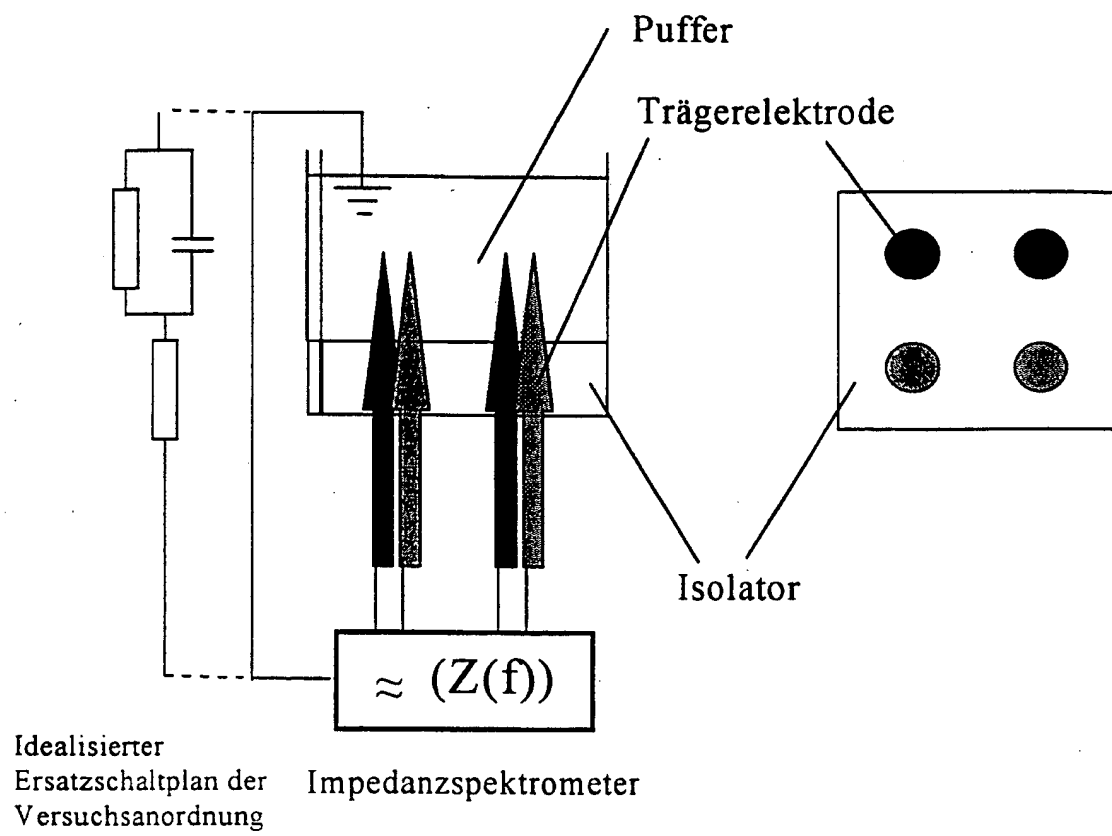 Puffer
Trägerelektrode
Isolator
≈ (Z(f))
Idealisierter
Ersatzschaltplan der
Versuchsanordnung
Impedanzspektrometer